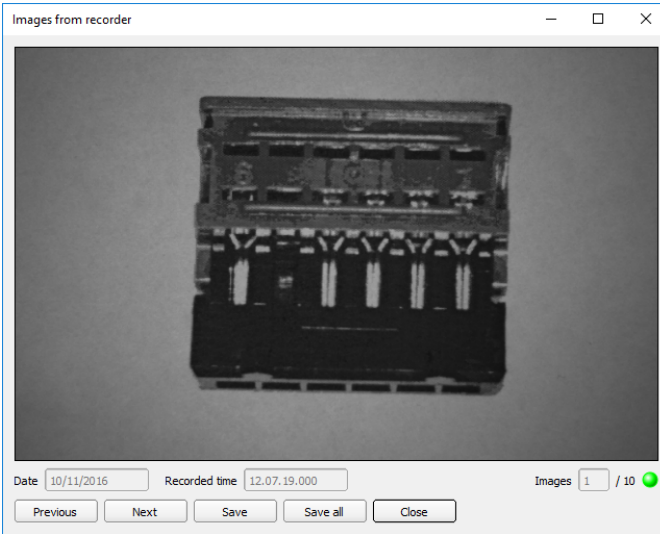 Images from recorder
Date 10/11/2016 Recorded time 12.07.19.000 Images 1 / 10
Previous Next Save Save all Close